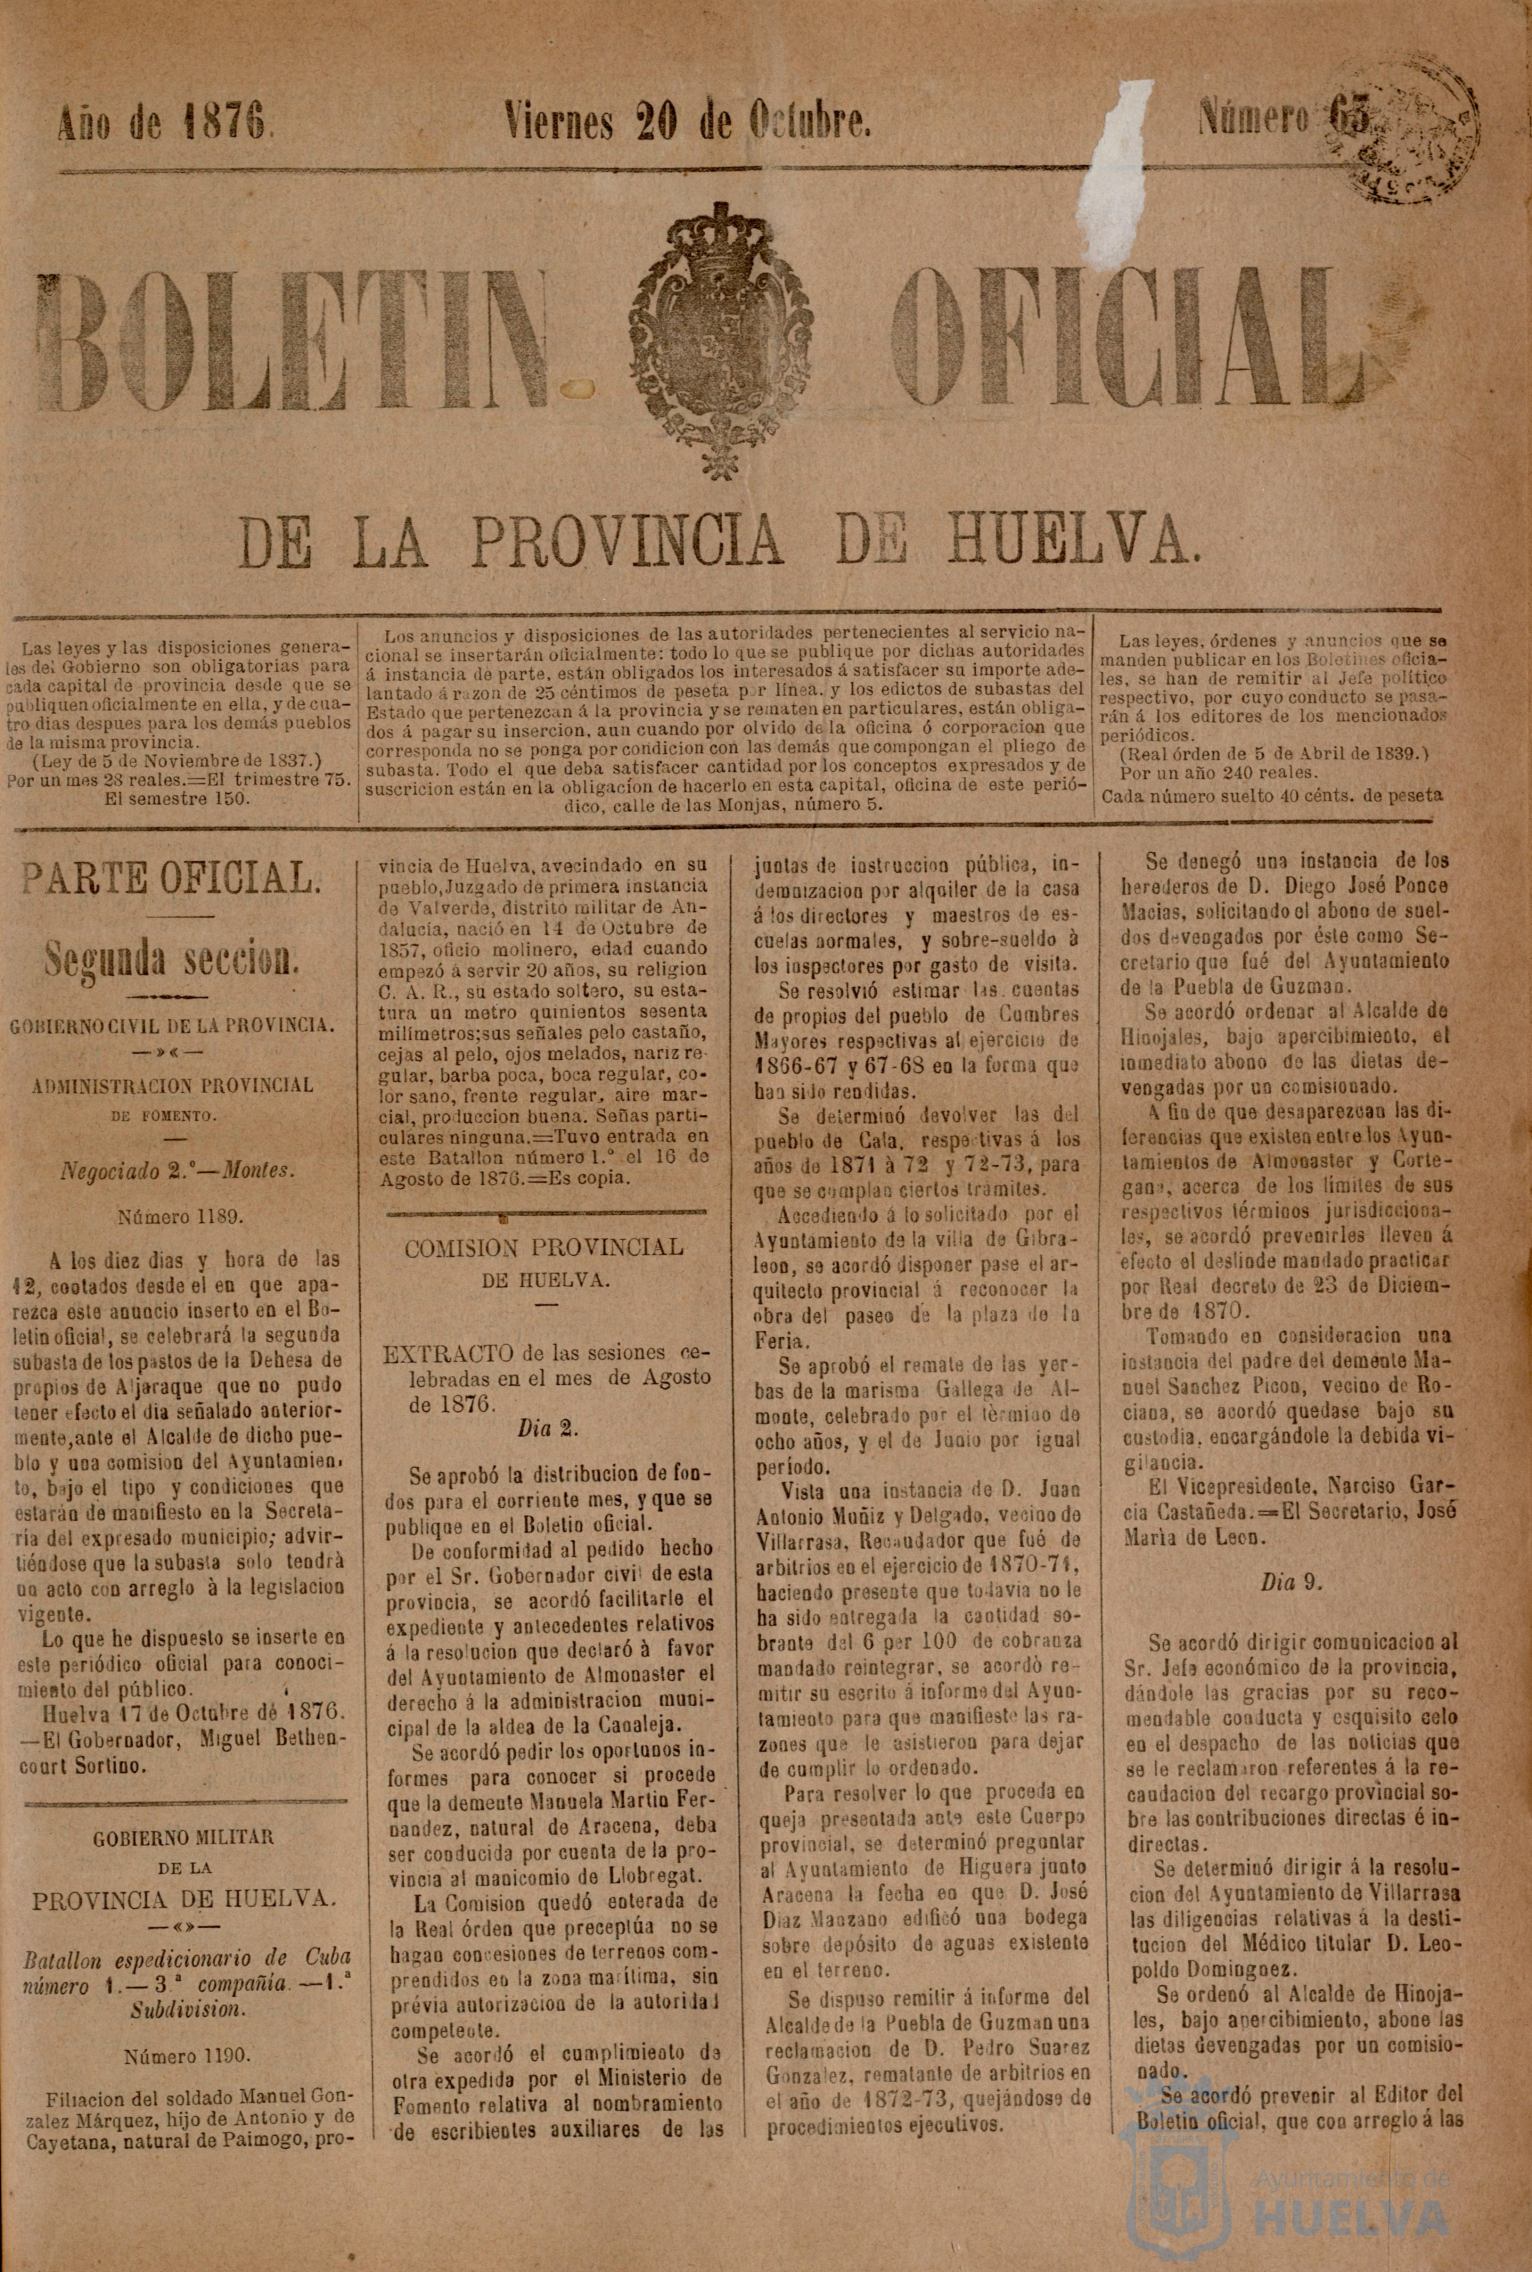 Año de 1876.
Viernes 20 de Octubre.
Número 65
BOLETIN OFICIAL
DE LA PROVINCIA DE HUELVA.
Las leyes y las disposiciones genera-
les del Gobierno son obligatorias para
cada capital de provincia desde que se
publiquen oficialmente en ella, y de cua-
tro dias despues para los demás pueblos
de la misma provincia.
(Ley de 5 de Noviembre de 1837.)
Por un mes 28 reales.=El trimestre 75.
El semestre 150.
Los anuncios y disposiciones de las autoridades pertenecientes al servicio na-
cional se insertarán oficialmente: todo lo que se publique por dichas autoridades
á instancia de parte, están obligados los interesados á satisfacer su importe ade-
lantado á razon de 25 céntimos de peseta por línea. y los edictos de subastas del
Estado que pertenezcan á la provincia y se rematen en particulares, están obliga-
dos á pagar su insercion, aun cuando por olvido de la oficina ó corporacion que
corresponda no se ponga por condicion con las demás que compongan el pliego de
subasta. Todo el que deba satisfacer cantidad por los conceptos expresados y de
suscricion están en la obligacion de hacerlo en esta capital, oficina de este perió-
dico, calle de las Monjas, número 5.
Las leyes, órdenes y anuncios que se
manden publicar en los Boletines oficia-
les, se han de remitir al Jefe político
respectivo, por cuyo conducto se pasa-
rán á los editores de los mencionados
periódicos.
(Real órden de 5 de Abril de 1839.)
Por un año 240 reales.
Cada número suelto 40 cénts. de peseta
PARTE OFICIAL.
Segunda seccion.
GOBIERNO CIVIL DE LA PROVINCIA.
—»«—
ADMINISTRACION PROVINCIAL
DE FOMENTO.
Negociado 2.º—Montes.
Número 1189.
A los diez dias y hora de las
12, contados desde el en que apa-
rezca este anuncio inserto en el Bo-
letin oficial, se celebrará la segunda
subasta de los pastos de la Dehesa de
propios de Aljaraque que no pudo
tener efecto el dia señalado anterior-
mente, ante el Alcalde de dicho pue-
blo y una comision del Ayuntamien-
to, bajo el tipo y condiciones que
estarán de manifiesto en la Secreta-
ría del expresado municipio; advir-
tiéndose que la subasta solo tendrà
un acto con arreglo à la legislacion
vigente.
Lo que he dispuesto se inserte en
este periódico oficial para conoci-
miento del público.
Huelva 17 de Octubre de 1876.
—El Gobernador, Miguel Bethen-
court Sortino.
GOBIERNO MILITAR
DE LA
PROVINCIA DE HUELVA.
—«»—
Batallon espedicionario de Cuba
número 1.—3.ª compañía.—1.ª
Subdivision.
Número 1190.
Filiacion del soldado Manuel Gon-
zalez Márquez, hijo de Antonio y de
Cayetana, natural de Paimogo, pro-
vincia de Huelva, avecindado en su
pueblo, Juzgado de primera instancia
de Valverde, distrito militar de An-
dalucía, nació en 14 de Octubre de
1857, oficio molinero, edad cuando
empezó á servir 20 años, su religion
C. A. R., su estado soltero, su esta-
tura un metro quinientos sesenta
milímetros; sus señales pelo castaño,
cejas al pelo, ojos melados, nariz re-
gular, barba poca, boca regular, co-
lor sano, frente regular, aire mar-
cial, produccion buena. Señas parti-
culares ninguna.=Tuvo entrada en
este Batallon número 1.º el 16 de
Agosto de 1876.=Es copia.
COMISION PROVINCIAL
DE HUELVA.
EXTRACTO de las sesiones ce-
lebradas en el mes de Agosto
de 1876.
Dia 2.
Se aprobó la distribucion de fon-
dos para el corriente mes, y que se
publique en el Boletin oficial.
De conformidad al pedido hecho
por el Sr. Gobernador civil de esta
provincia, se acordó facilitarle el
expediente y antecedentes relativos
á la resolucion que declaró à favor
del Ayuntamiento de Almonaster el
derecho á la administracion muni-
cipal de la aldea de la Canaleja.
Se acordó pedir los oportunos in-
formes para conocer si procede
que la demente Manuela Martin Fer-
nandez, natural de Aracena, deba
ser conducida por cuenta de la pro-
vincia al manicomio de Llobregat.
La Comision quedó enterada de
la Real órden que preceptúa no se
hagan concesiones de terrenos com-
prendidos en la zona marítima, sin
prévia autorizacion de la autoridad
competente.
Se acordó el cumplimiento de
otra expedida por el Ministerio de
Fomento relativa al nombramiento
de escribientes auxiliares de las
juntas de instruccion pública, in-
demnizacion por alquiler de la casa
á los directores y maestros de es-
cuelas normales, y sobre-sueldo à
los inspectores por gasto de visita.
Se resolvió estimar las cuentas
de propios del pueblo de Cumbres
Mayores respectivas al ejercicio de
1866-67 y 67-68 en la forma que
han sido rendidas.
Se determinó devolver las del
pueblo de Cala, respectivas á los
años de 1871 à 72 y 72-73, para
que se cumplan ciertos trámites.
Accediendo á lo solicitado por el
Ayuntamiento de la villa de Gibra-
leon, se acordó disponer pase el ar-
quitecto provincial á reconocer la
obra del paseo de la plaza de la
Feria.
Se aprobó el remate de las yer-
bas de la marisma Gallega de Al-
monte, celebrado por el tèrmino de
ocho años, y el de Junio por igual
período.
Vista una instancia de D. Juan
Antonio Muñiz y Delgado, vecino de
Villarrasa, Recaudador que fué de
arbitrios en el ejercicio de 1870-71,
haciendo presente que todavia no le
ha sido entregada la cantidad so-
brante del 6 per 100 de cobranza
mandado reintegrar, se acordò re-
mitir su escrito á informe del Ayun-
tamiento para que manifieste las ra-
zones que le asistieron para dejar
de cumplir lo ordenado.
Para resolver lo que proceda en
queja presentada ante este Cuerpo
provincial, se determinó preguntar
al Ayuntamiento de Higuera junto
Aracena la fecha en que D. José
Diaz Manzano edificó una bodega
sobre depósito de aguas existente
en el terreno.
Se dispuso remitir á informe del
Alcalde de la Puebla de Guzman una
reclamacion de D. Pedro Suarez
Gonzalez, rematante de arbitrios en
el año de 1872-73, quejándose de
procedimientos ejecutivos.
Se denegó una instancia de los
herederos de D. Diego José Ponce
Macias, solicitando el abono de suel-
dos devengados por éste como Se-
cretario que fué del Ayuntamiento
de la Puebla de Guzman.
Se acordó ordenar al Alcalde de
Hinojales, bajo apercibimiento, el
inmediato abono de las dietas de-
vengadas por un comisionado.
A fin de que desaparezcan las di-
ferencias que existen entre los Ayun-
tamientos de Almonaster y Corte-
gana, acerca de los límites de sus
respectivos términos jurisdicciona-
les, se acordó prevenirles lleven á
efecto el deslinde mandado practicar
por Real decreto de 23 de Diciem-
bre de 1870.
Tomando en consideracion una
instancia del padre del demente Ma-
nuel Sanchez Picon, vecino de Ro-
ciana, se acordó quedase bajo su
custodia, encargándole la debida vi-
gilancia.
El Vicepresidente, Narciso Gar-
cia Castañeda.=El Secretario, José
Marìa de Leon.
Dia 9.
Se acordó dirigir comunicacion al
Sr. Jefe económico de la provincia,
dándole las gracias por su reco-
mendable conducta y esquisito celo
en el despacho de las noticias que
se le reclamaron referentes á la re-
caudacion del recargo provincial so-
bre las contribuciones directas é in-
directas.
Se determinó dirigir á la resolu-
cion del Ayuntamiento de Villarrasa
las diligencias relativas á la desti-
tucion del Médico titular D. Leo-
poldo Dominguez.
Se ordenó al Alcalde de Hinoja-
les, bajo apercibimiento, abone las
dietas devengadas por un comisio-
nado.
Se acordó prevenir al Editor del
Boletin oficial, que con arreglo á las
Ayuntamiento de
HUELVA